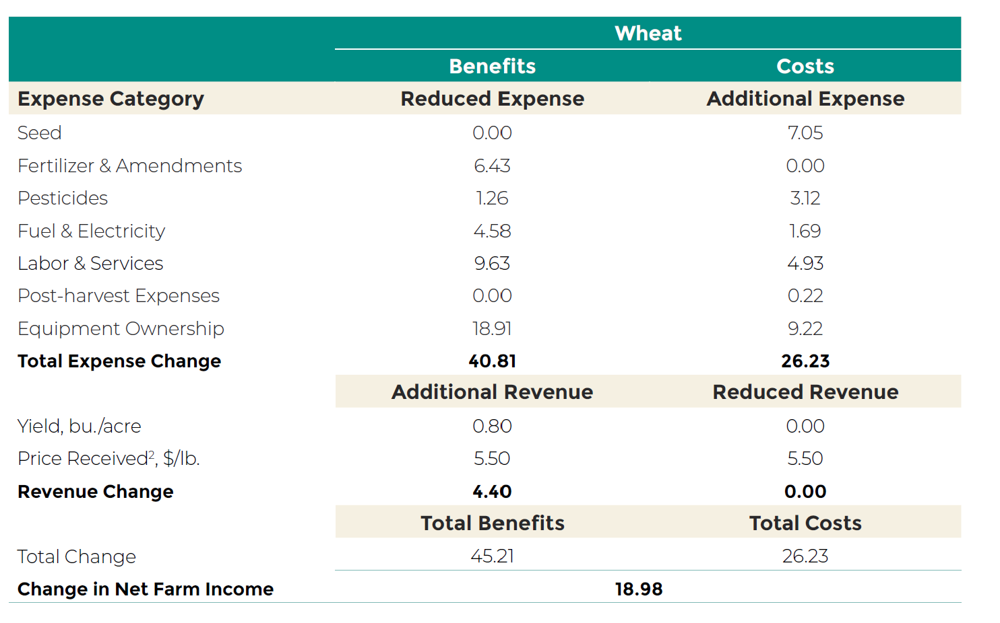 Wheat
Benefits Costs
Expense Category Reduced Expense Additional Expense
Seed 0.00 7.05
Fertilizer & Amendments 6.43 0.00
Pesticides 1.26 3.12
Fuel & Electricity 4.58 1.69
Labor & Services 9.63 4.93
Post-harvest Expenses 0.00 0.22
Equipment Ownership 18.91 9.22
Total Expense Change 40.81 26.23
Additional Revenue Reduced Revenue
Yield, bu./acre 0.80 0.00
Price Received², $/lb. 5.50 5.50
Revenue Change 4.40 0.00
Total Benefits Total Costs
Total Change 45.21 26.23
Change in Net Farm Income 18.98